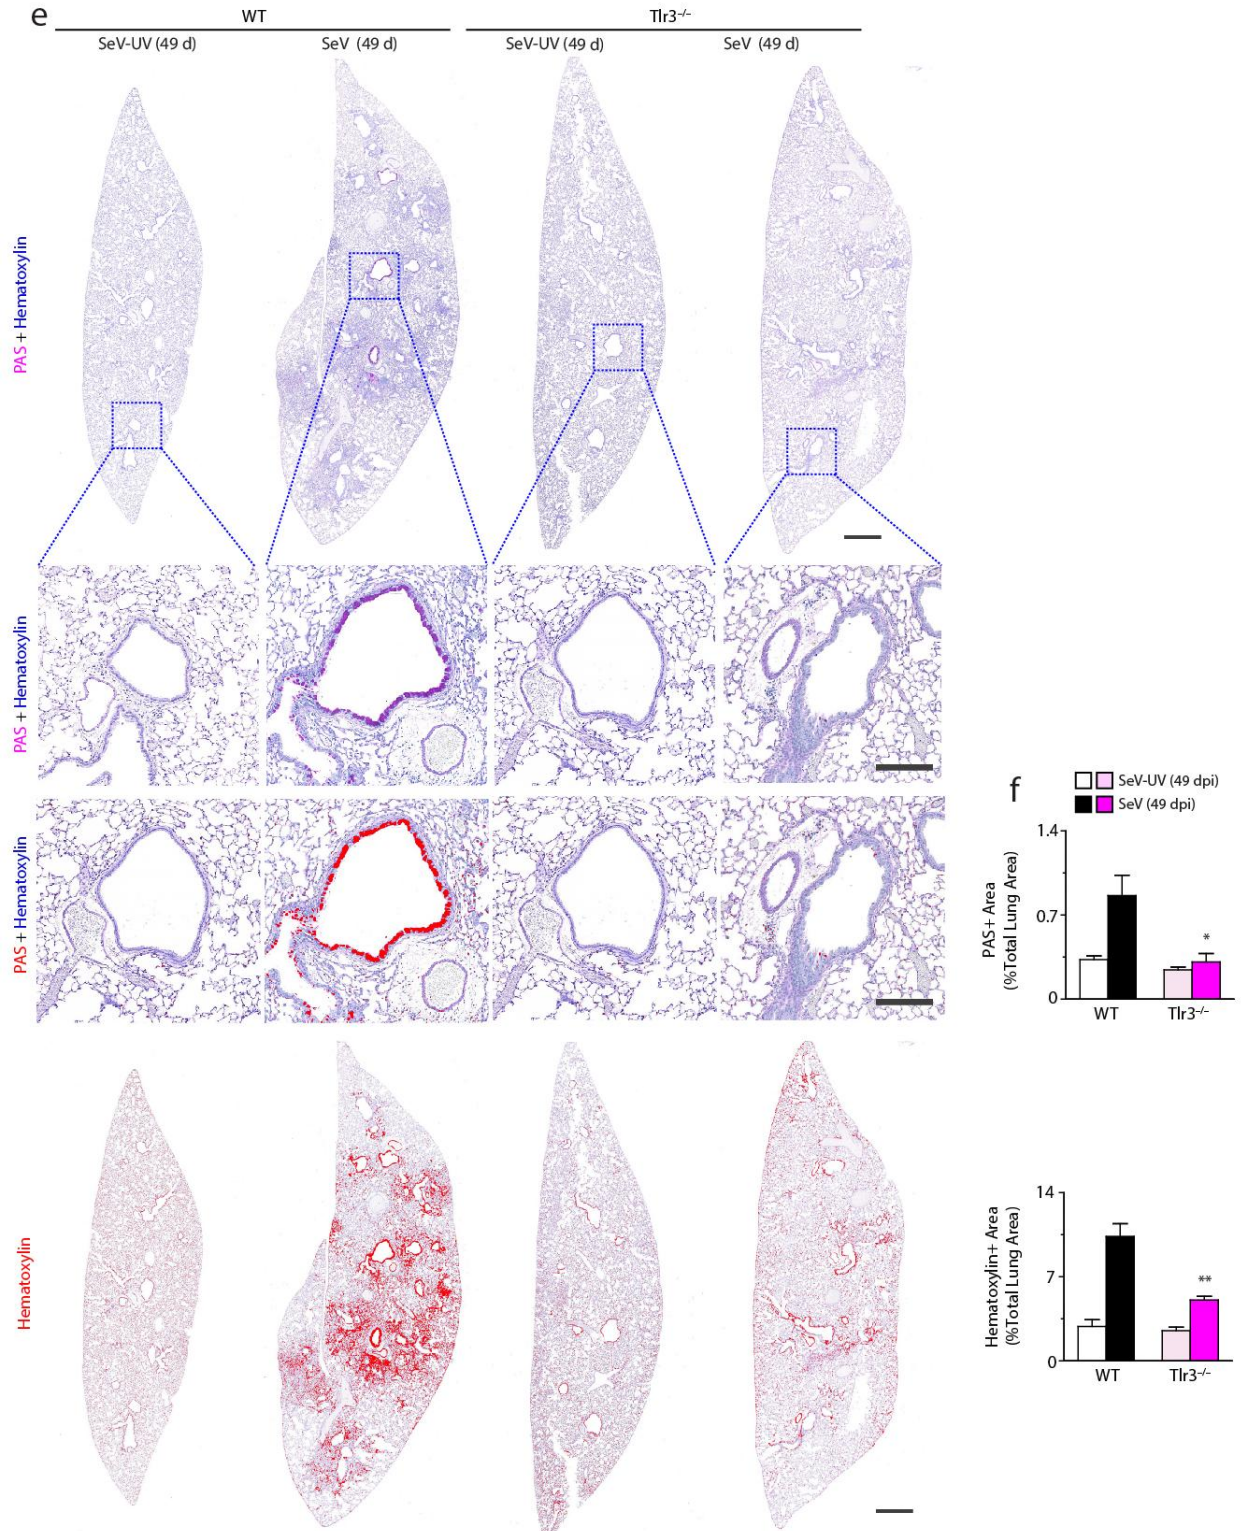 e
WT
Tlr3–/–
SeV-UV (49 d)
SeV (49 d)
SeV-UV (49 d)
SeV (49 d)
PAS + Hematoxylin
PAS + Hematoxylin
PAS + Hematoxylin
Hematoxylin
f
SeV-UV (49 dpi)
SeV (49 dpi)
PAS+ Area
(%Total Lung Area)
1.4
0.7
0
*
WT
Tlr3–/–
Hematoxylin+ Area
(%Total Lung Area)
14
7
0
**
WT
Tlr3–/–